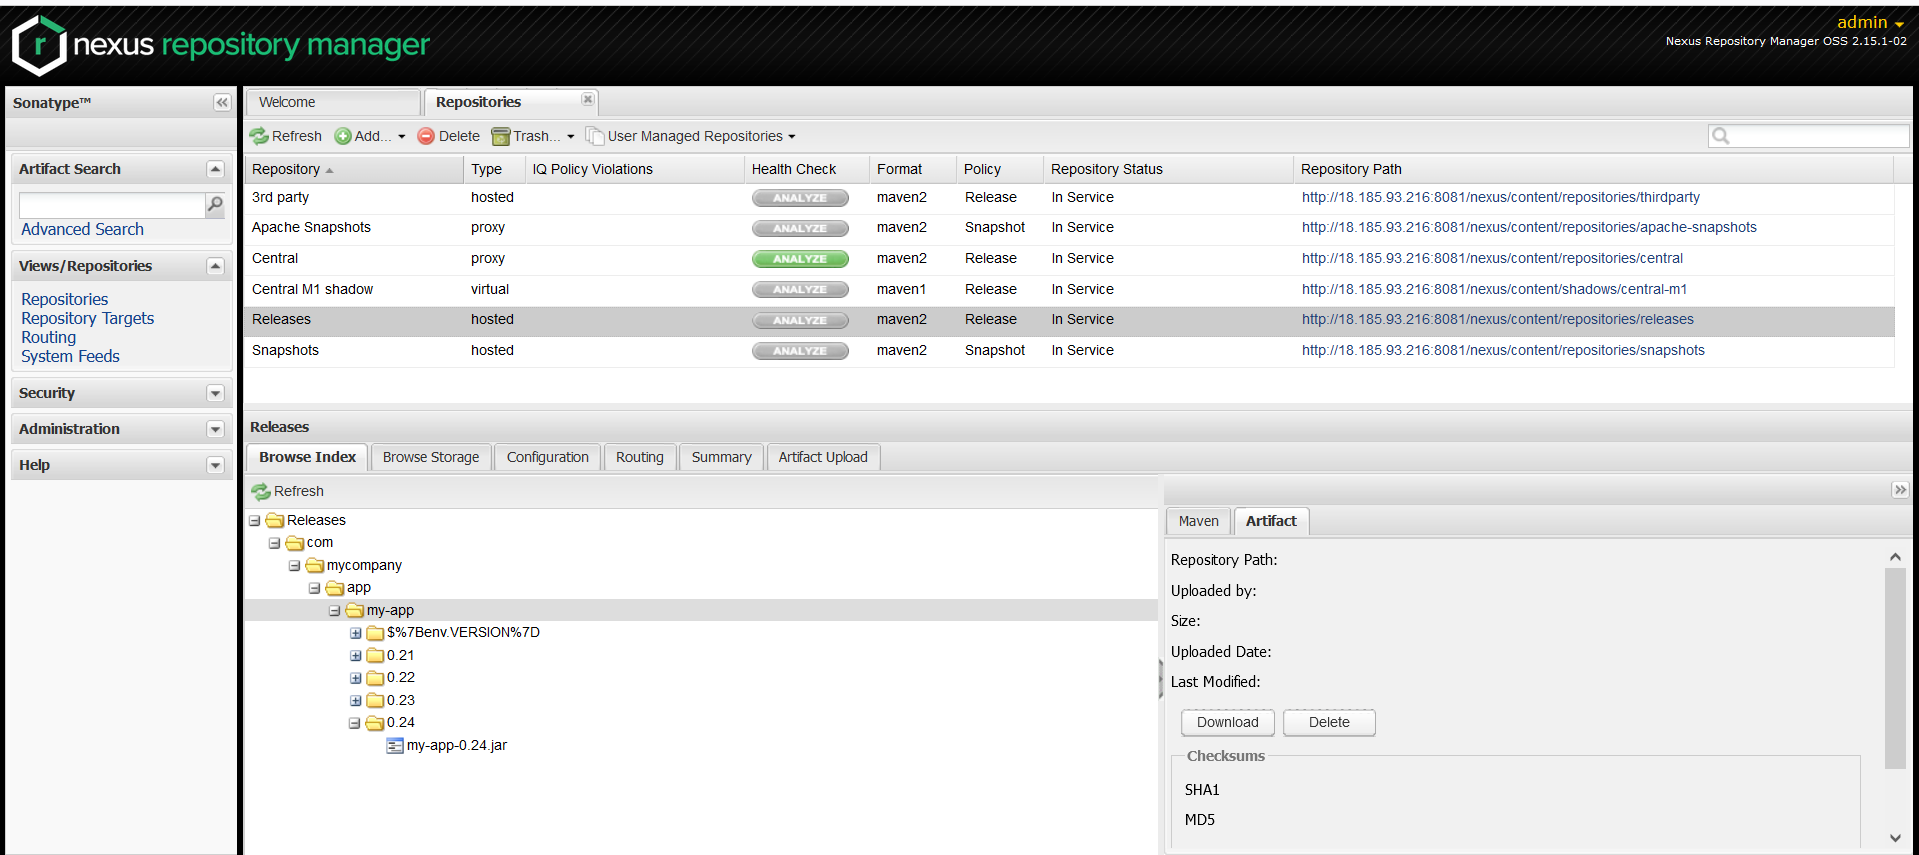 admin
nexus repository manager
Nexus Repository Manager OSS 2.15.1-02
Sonatype™
Welcome
Repositories
Refresh Add... Delete Trash... User Managed Repositories
Artifact Search
Advanced Search
Views/Repositories
Repositories
Repository Targets
Routing
System Feeds
Security
Administration
Help
Repository Type IQ Policy Violations Health Check Format Policy Repository Status Repository Path
3rd party hosted ANALYZE maven2 Release In Service http://18.185.93.216:8081/nexus/content/repositories/thirdparty
Apache Snapshots proxy ANALYZE maven2 Snapshot In Service http://18.185.93.216:8081/nexus/content/repositories/apache-snapshots
Central proxy ANALYZE maven2 Release In Service http://18.185.93.216:8081/nexus/content/repositories/central
Central M1 shadow virtual ANALYZE maven1 Release In Service http://18.185.93.216:8081/nexus/content/shadows/central-m1
Releases hosted ANALYZE maven2 Release In Service http://18.185.93.216:8081/nexus/content/repositories/releases
Snapshots hosted ANALYZE maven2 Snapshot In Service http://18.185.93.216:8081/nexus/content/repositories/snapshots
Releases
Browse Index Browse Storage Configuration Routing Summary Artifact Upload
Refresh
Releases
com
mycompany
app
my-app
$%7Benv.VERSION%7D
0.21
0.22
0.23
0.24
my-app-0.24.jar
Maven Artifact
Repository Path:
Uploaded by:
Size:
Uploaded Date:
Last Modified:
Download Delete
Checksums
SHA1
MD5